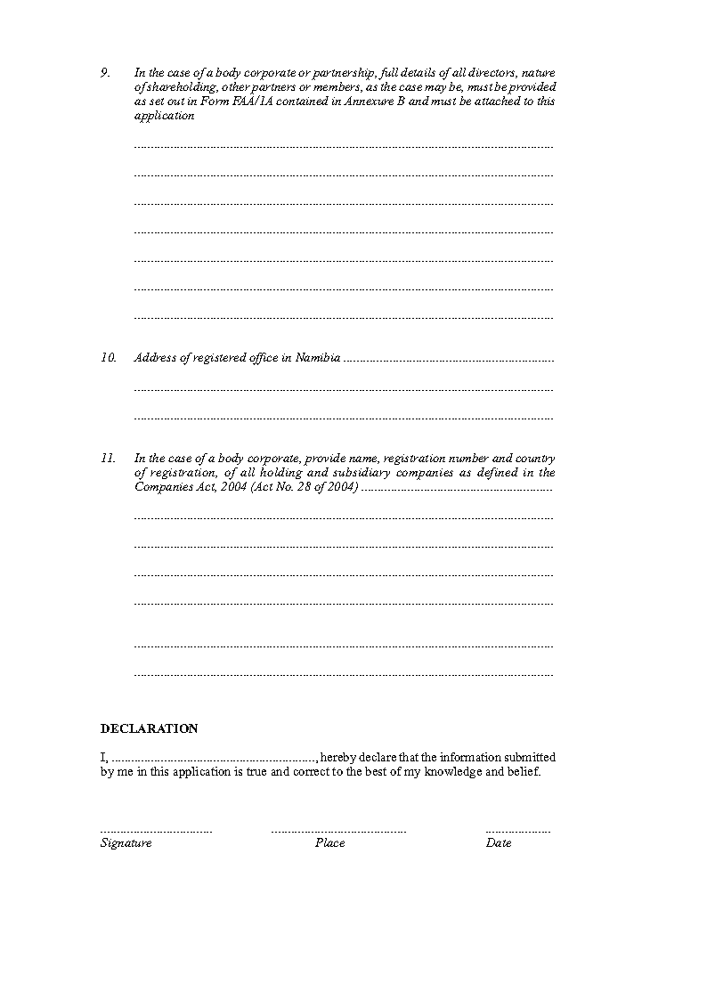 9. In the case of a body corporate or partnership, full details of all directors, nature
of shareholding, other partners or members, as the case may be, must be provided
as set out in Form FAA/1A contained in Annexure B and must be attached to this
application
................................................................................................................................
................................................................................................................................
................................................................................................................................
................................................................................................................................
................................................................................................................................
................................................................................................................................
................................................................................................................................
10. Address of registered office in Namibia ................................................................
................................................................................................................................
................................................................................................................................
11. In the case of a body corporate, provide name, registration number and country
of registration, of all holding and subsidiary companies as defined in the
Companies Act, 2004 (Act No. 28 of 2004) ..........................................................
................................................................................................................................
................................................................................................................................
................................................................................................................................
................................................................................................................................
................................................................................................................................
................................................................................................................................
DECLARATION
I, .............................................................., hereby declare that the information submitted
by me in this application is true and correct to the best of my knowledge and belief.
.................................. ......................................... ....................
Signature Place Date